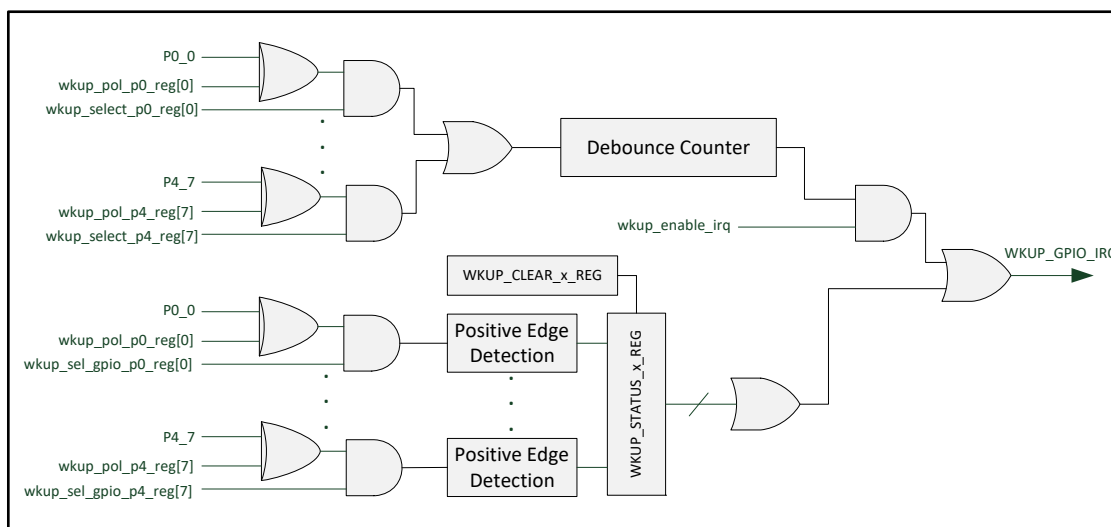 P0_0
wkup_pol_p0_reg[0]
wkup_select_p0_reg[0]
P4_7
wkup_pol_p4_reg[7]
wkup_select_p4_reg[7]
Debounce Counter
wkup_enable_irq
WKUP_GPIO_IRQ
WKUP_CLEAR_x_REG
P0_0
wkup_pol_p0_reg[0]
wkup_sel_gpio_p0_reg[0]
Positive Edge
Detection
WKUP_STATUS_x_REG
P4_7
wkup_pol_p4_reg[7]
wkup_sel_gpio_p4_reg[7]
Positive Edge
Detection